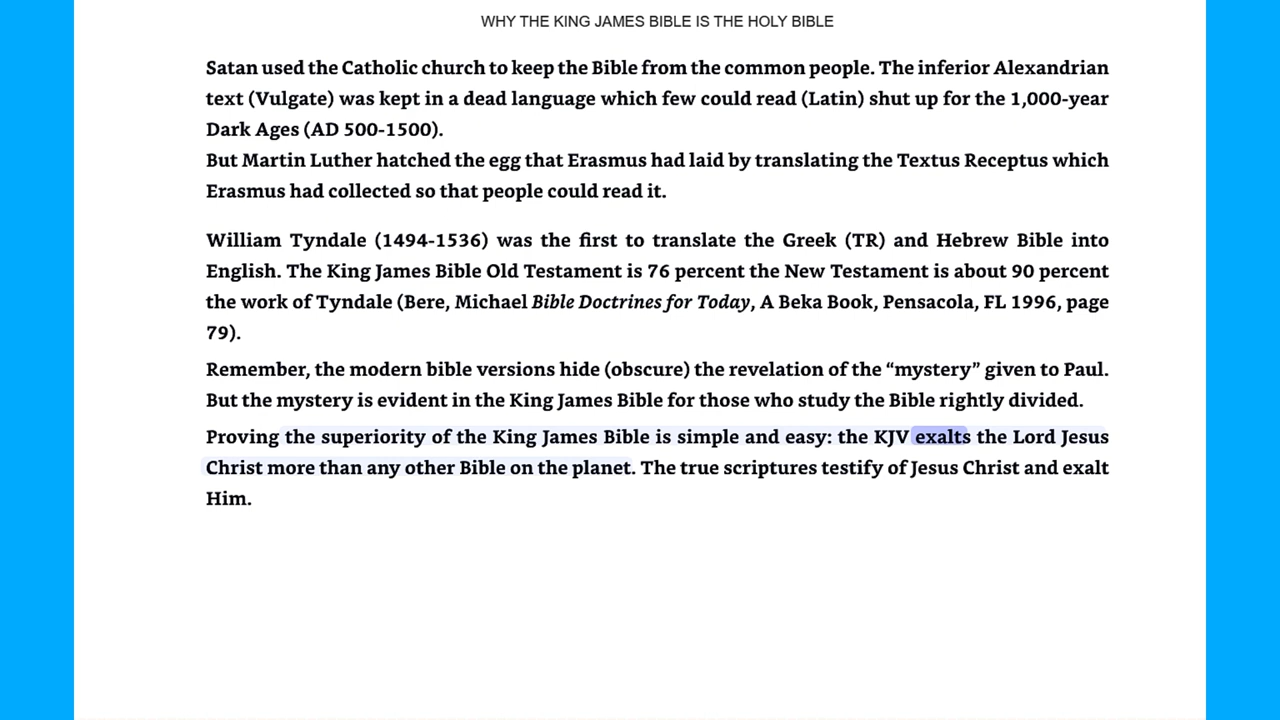 WHY THE KING JAMES BIBLE IS THE HOLY BIBLE
Satan used the Catholic church to keep the Bible from the common people. The inferior Alexandrian
text (Vulgate) was kept in a dead language which few could read (Latin) shut up for the 1,000-year
Dark Ages (AD 500-1500).
But Martin Luther hatched the egg that Erasmus had laid by translating the Textus Receptus which
Erasmus had collected so that people could read it.
William Tyndale (1494-1536) was the first to translate the Greek (TR) and Hebrew Bible into
English. The King James Bible Old Testament is 76 percent the New Testament is about 90 percent
the work of Tyndale (Bere, Michael Bible Doctrines for Today, A Beka Book, Pensacola, FL 1996, page
79).
Remember, the modern bible versions hide (obscure) the revelation of the “mystery” given to Paul.
But the mystery is evident in the King James Bible for those who study the Bible rightly divided.
Proving the superiority of the King James Bible is simple and easy: the KJV exalts the Lord Jesus
Christ more than any other Bible on the planet. The true scriptures testify of Jesus Christ and exalt
Him.